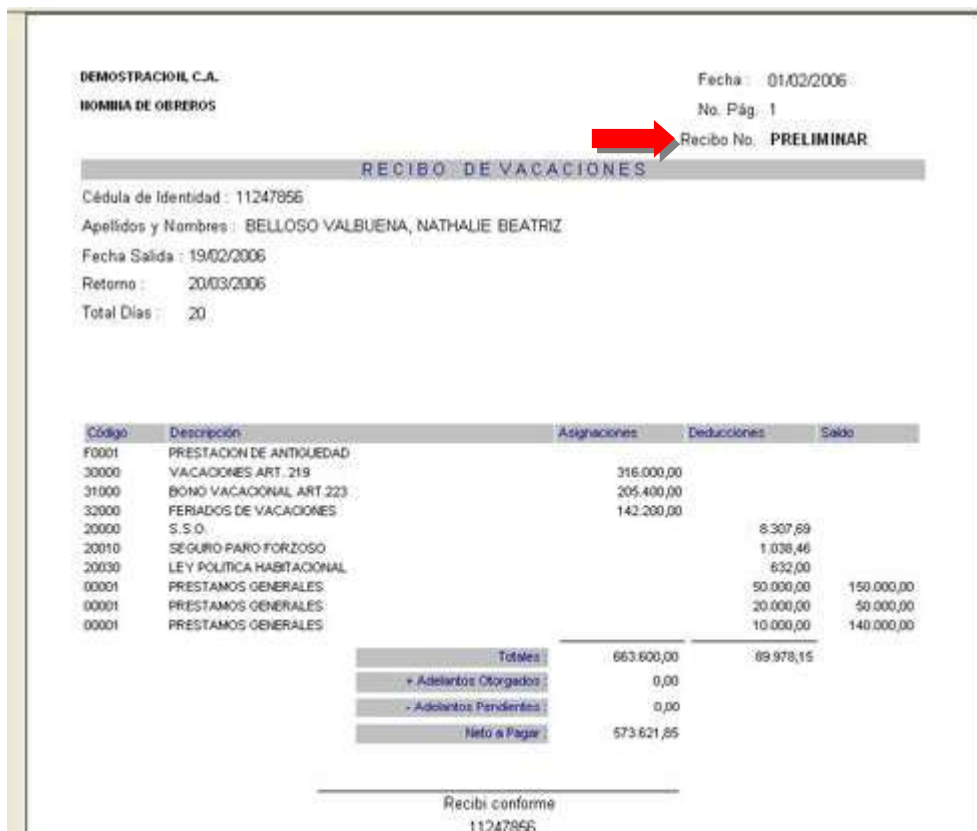 DEMOSTRACION, C.A.
Fecha : 01/02/2006
NOMINA DE OBREROS
No. Pág. 1
Recibo No. PRELIMINAR
RECIBO DE VACACIONES
Cédula de Identidad : 11247856
Apellidos y Nombres : BELLOSO VALBUENA, NATHALIE BEATRIZ
Fecha Salida : 19/02/2006
Retorno : 20/03/2006
Total Días : 20
Código Descripción Asignaciones Deducciones Saldo
F0001 PRESTACION DE ANTIGUEDAD
30000 VACACIONES ART. 219 316.000,00
31000 BONO VACACIONAL ART 223 205.400,00
32000 FERIADOS DE VACACIONES 142.200,00
20000 S.S.O. 8.307,69
20010 SEGURO PARO FORZOSO 1.038,46
20030 LEY POLITICA HABITACIONAL 632,00
00001 PRESTAMOS GENERALES 50.000,00 150.000,00
00001 PRESTAMOS GENERALES 20.000,00 50.000,00
00001 PRESTAMOS GENERALES 10.000,00 140.000,00
Totales : 663.600,00 89.978,15
+ Adelantos Otorgados : 0,00
- Adelantos Pendientes : 0,00
Neto a Pagar : 573.621,85
Recibi conforme
11247856